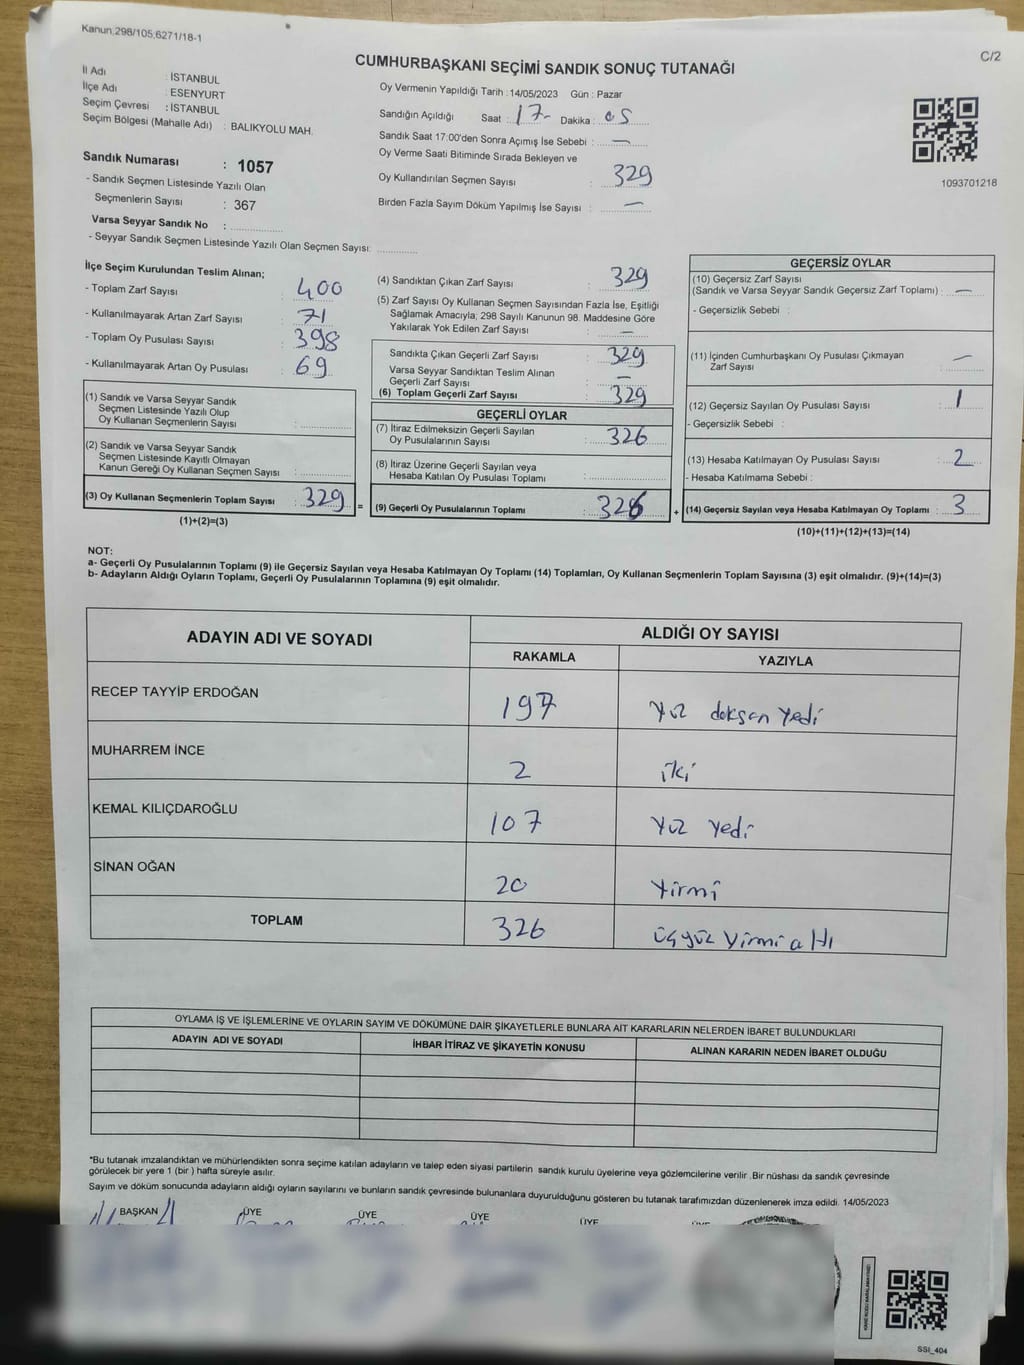 Kanun,298/105,6271/18-1
C/2
CUMHURBAŞKANI SEÇİMİ SANDIK SONUÇ TUTANAĞI
İl Adı : İSTANBUL
İlçe Adı : ESENYURT
Seçim Çevresi : İSTANBUL
Seçim Bölgesi (Mahalle Adı) : BALIKYOLU MAH.
Sandık Numarası : 1057
- Sandık Seçmen Listesinde Yazılı Olan
Seçmenlerin Sayısı : 367
Varsa Seyyar Sandık No :
- Seyyar Sandık Seçmen Listesinde Yazılı Olan Seçmen Sayısı:
Oy Vermenin Yapıldığı Tarih : 14/05/2023 Gün : Pazar
Sandığın Açıldığı Saat : 17- Dakika : 05
Sandık Saat 17:00'den Sonra Açımış İse Sebebi : —
Oy Verme Saati Bitiminde Sırada Bekleyen ve
Oy Kullandırılan Seçmen Sayısı : 329
Birden Fazla Sayım Döküm Yapılmış İse Sayısı : —
1093701218
İlçe Seçim Kurulundan Teslim Alınan;
- Toplam Zarf Sayısı : 400
- Kullanılmayarak Artan Zarf Sayısı : 71
- Toplam Oy Pusulası Sayısı : 398
- Kullanılmayarak Artan Oy Pusulası : 69
(1) Sandık ve Varsa Seyyar Sandık
Seçmen Listesinde Yazılı Olup
Oy Kullanan Seçmenlerin Sayısı :
(2) Sandık ve Varsa Seyyar Sandık
Seçmen Listesinde Kayıtlı Olmayan
Kanun Gereği Oy Kullanan Seçmen Sayısı :
(3) Oy Kullanan Seçmenlerin Toplam Sayısı : 329 =
(1)+(2)=(3)
(4) Sandıktan Çıkan Zarf Sayısı : 329
(5) Zarf Sayısı Oy Kullanan Seçmen Sayısından Fazla İse, Eşitliği
Sağlamak Amacıyla; 298 Sayılı Kanunun 98. Maddesine Göre
Yakılarak Yok Edilen Zarf Sayısı : —
Sandıkta Çıkan Geçerli Zarf Sayısı : 329
Varsa Seyyar Sandıktan Teslim Alınan
Geçerli Zarf Sayısı : —
(6) Toplam Geçerli Zarf Sayısı : 329
GEÇERLİ OYLAR
(7) İtiraz Edilmeksizin Geçerli Sayılan
Oy Pusulalarının Sayısı : 326
(8) İtiraz Üzerine Geçerli Sayılan veya
Hesaba Katılan Oy Pusulası Toplamı :
(9) Geçerli Oy Pusulalarının Toplamı : 326 +
GEÇERSİZ OYLAR
(10) Geçersiz Zarf Sayısı
(Sandık ve Varsa Seyyar Sandık Geçersiz Zarf Toplamı) : —
- Geçersizlik Sebebi :
(11) İçinden Cumhurbaşkanı Oy Pusulası Çıkmayan
Zarf Sayısı : —
(12) Geçersiz Sayılan Oy Pusulası Sayısı : 1
- Geçersizlik Sebebi :
(13) Hesaba Katılmayan Oy Pusulası Sayısı : 2
- Hesaba Katılmama Sebebi :
(14) Geçersiz Sayılan veya Hesaba Katılmayan Oy Toplamı : 3
(10)+(11)+(12)+(13)=(14)
NOT:
a- Geçerli Oy Pusulalarının Toplamı (9) ile Geçersiz Sayılan veya Hesaba Katılmayan Oy Toplamı (14) Toplamları, Oy Kullanan Seçmenlerin Toplam Sayısına (3) eşit olmalıdır. (9)+(14)=(3)
b- Adayların Aldığı Oyların Toplamı, Geçerli Oy Pusulalarının Toplamına (9) eşit olmalıdır.
ADAYIN ADI VE SOYADI
ALDIĞI OY SAYISI
RAKAMLA YAZIYLA
RECEP TAYYİP ERDOĞAN 197 Yüz doksan Yedi
MUHARREM İNCE 2 iki
KEMAL KILIÇDAROĞLU 107 Yüz Yedi
SİNAN OĞAN 20 Yirmi
TOPLAM 326 üçyüz Yirmi altı
OYLAMA İŞ VE İŞLEMLERİNE VE OYLARIN SAYIM VE DÖKÜMÜNE DAİR ŞİKAYETLERLE BUNLARA AİT KARARLARIN NELERDEN İBARET BULUNDUKLARI
ADAYIN ADI VE SOYADI İHBAR İTİRAZ VE ŞİKAYETİN KONUSU ALINAN KARARIN NEDEN İBARET OLDUĞU
*Bu tutanak imzalandıktan ve mühürlendikten sonra seçime katılan adayların ve talep eden siyasi partilerin sandık kurulu üyelerine veya gözlemcilerine verilir. Bir nüshası da sandık çevresinde
görülecek bir yere 1 (bir ) hafta süreyle asılır.
Sayım ve döküm sonucunda adayların aldığı oyların sayılarını ve bunların sandık çevresinde bulunanlara duyurulduğunu gösteren bu tutanak tarafımızdan düzenlenerek imza edildi. 14/05/2023
BAŞKAN ÜYE ÜYE ÜYE ÜYE
SSI_404